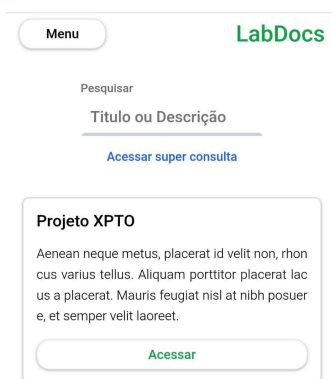 Menu
LabDocs
Pesquisar
Titulo ou Descrição
Acessar super consulta
Projeto XPTO
Aenean neque metus, placerat id velit non, rhon
cus varius tellus. Aliquam porttitor placerat lac
us a placerat. Mauris feugiat nisl at nibh posuer
e, et semper velit laoreet.
Acessar